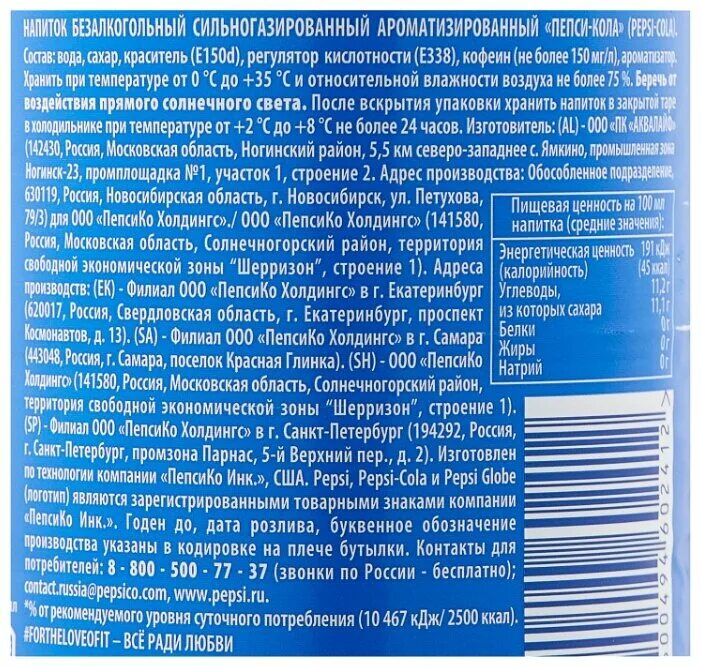 НАПИТОК БЕЗАЛКОГОЛЬНЫЙ СИЛЬНОГАЗИРОВАННЫЙ АРОМАТИЗИРОВАННЫЙ «ПЕПСИ-КОЛА» (PEPSI-COLA).
Состав: вода, сахар, краситель (E150d), регулятор кислотности (E338), кофеин (не более 150 мг/л), ароматизатор.
Хранить при температуре от 0 °C до +35 °C и относительной влажности воздуха не более 75 %. Беречь от
воздействия прямого солнечного света. После вскрытия упаковки хранить напиток в закрытой таре
в холодильнике при температуре от +2 °C до +8 °C не более 24 часов. Изготовитель: (AL) - ООО «ПК «АКВАЛАЙФ»
(142430, Россия, Московская область, Ногинский район, 5,5 км северо-западнее с. Ямкино, промышленная зона
Ногинск-23, промплощадка №1, участок 1, строение 2. Адрес производства: Обособленное подразделение,
630119, Россия, Новосибирская область, г. Новосибирск, ул. Петухова,
79/3) для ООО «ПепсиКо Холдингс»./ ООО «ПепсиКо Холдингс» (141580,
Россия, Московская область, Солнечногорский район, территория
свободной экономической зоны "Шерризон", строение 1). Адреса
производств: (EK) - Филиал ООО «ПепсиКо Холдингс» в г. Екатеринбург
(620017, Россия, Свердловская область, г. Екатеринбург, проспект
Космонавтов, д. 13). (SA) - Филиал ООО «ПепсиКо Холдингс» в г. Самара
(443048, Россия, г. Самара, поселок Красная Глинка). (SH) - ООО «ПепсиКо
Холдингс» (141580, Россия, Московская область, Солнечногорский район,
территория свободной экономической зоны "Шерризон", строение 1).
(SP) - Филиал ООО «ПепсиКо Холдингс» в г. Санкт-Петербург (194292, Россия,
г. Санкт-Петербург, промзона Парнас, 5-й Верхний пер., д. 2). Изготовлен
по технологии компании «ПепсиКо Инк.», США. Pepsi, Pepsi-Cola и Pepsi Globe
(логотип) являются зарегистрированными товарными знаками компании
«ПепсиКо Инк.». Годен до, дата розлива, буквенное обозначение
производства указаны в кодировке на плече бутылки. Контакты для
потребителей: 8 - 800 - 500 - 77 - 37 (звонки по России - бесплатно);
contact.russia@pepsico.com, www.pepsi.ru.
*% от рекомендуемого уровня суточного потребления (10 467 кДж/ 2500 ккал).
#FORTHELOVEOFIT – ВСЁ РАДИ ЛЮБВИ
Пищевая ценность на 100 мл
напитка (средние значения):
Энергетическая ценность 191 кДж
(калорийность) (45 ккал)
Углеводы, 11,2 г
из которых сахара 11,1 г
Белки 0 г
Жиры 0 г
Натрий 0 г
600494 602412 >